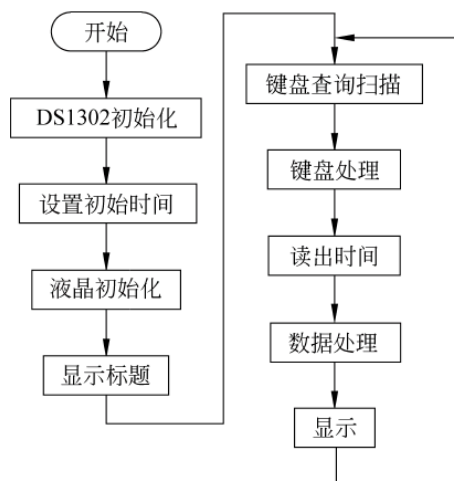 开始
DS1302初始化
设置初始时间
液晶初始化
显示标题
键盘查询扫描
键盘处理
读出时间
数据处理
显示